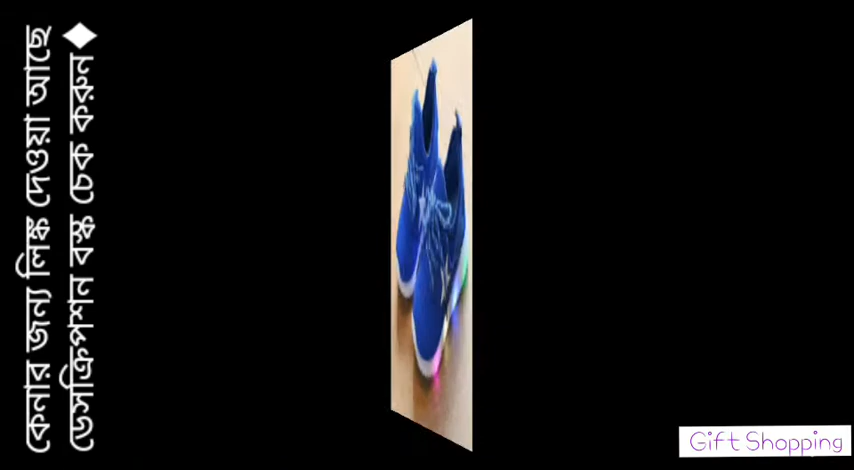 কেনার জন্য লিঙ্ক দেওয়া আছে
ডেসক্রিপশন বক্স চেক করুন ♦
Gift Shopping